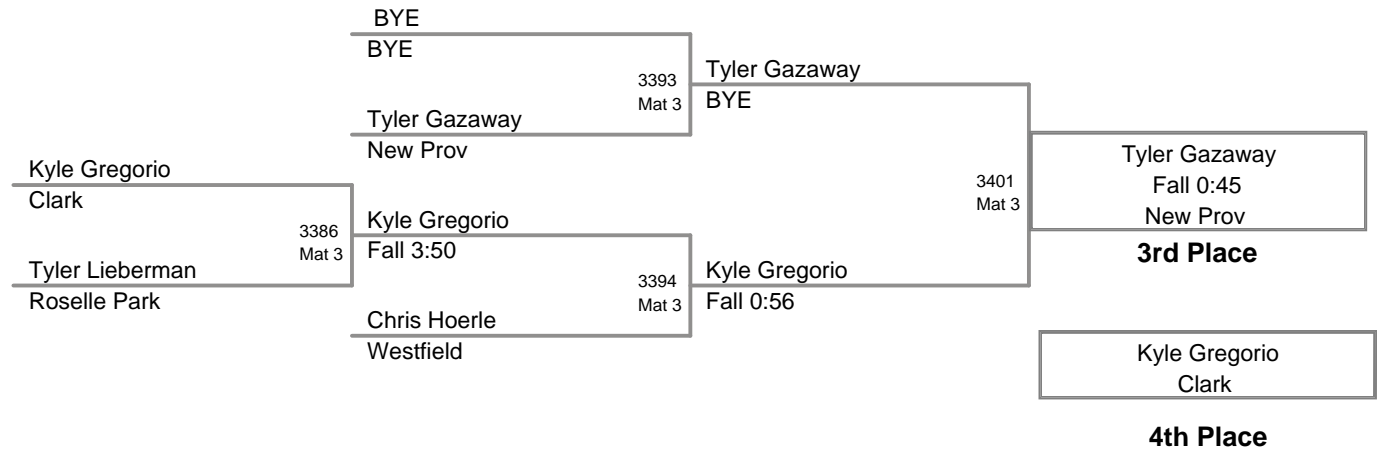 BYE
BYE
3393
Mat 3
Tyler Gazaway
New Prov
Tyler Gazaway
BYE
Kyle Gregorio
Clark
3386
Mat 3
Tyler Lieberman
Roselle Park
Kyle Gregorio
Fall 3:50
3394
Mat 3
Chris Hoerle
Westfield
Kyle Gregorio
Fall 0:56
3401
Mat 3
Tyler Gazaway
Fall 0:45
New Prov
3rd Place
Kyle Gregorio
Clark
4th Place